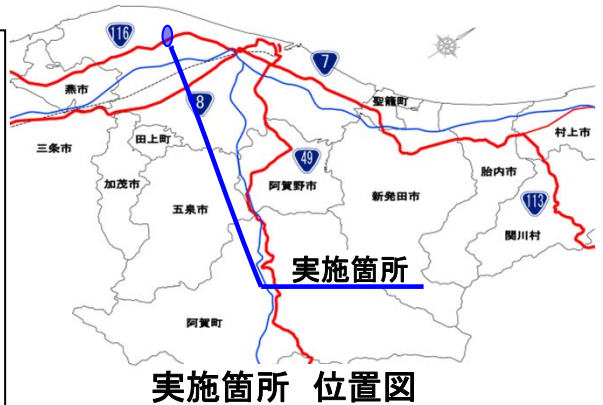 116
7
燕市
8
聖籠町
三条市
田上町
村上市
49
加茂市
阿賀野市
胎内市
新発田市
113
五泉市
関川村
実施箇所
阿賀町
実施箇所 位置図